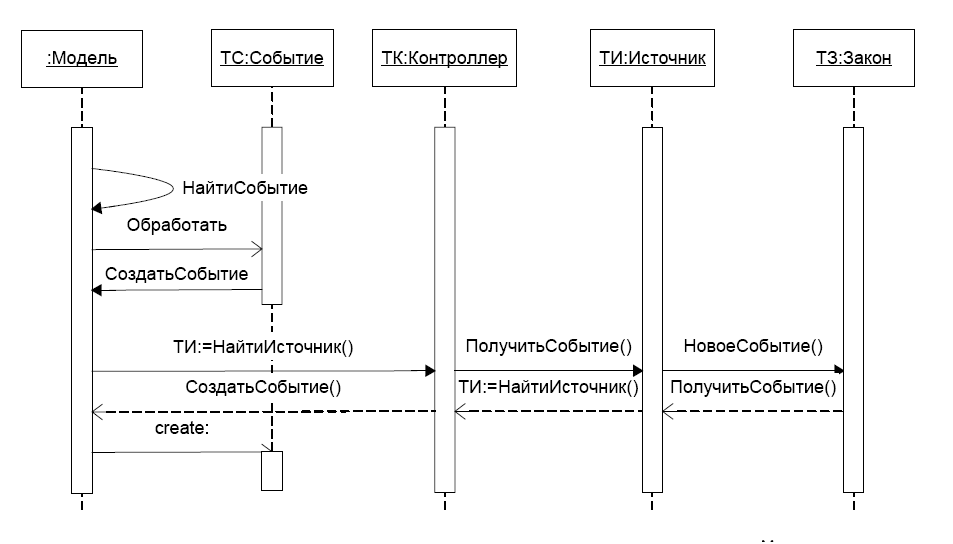 :Модель
ТС:Событие
ТК:Контроллер
ТИ:Источник
ТЗ:Закон
НайтиСобытие
Обработать
СоздатьСобытие
ТИ:=НайтиИсточник()
ПолучитьСобытие()
НовоеСобытие()
СоздатьСобытие()
ТИ:=НайтиИсточник()
ПолучитьСобытие()
create: